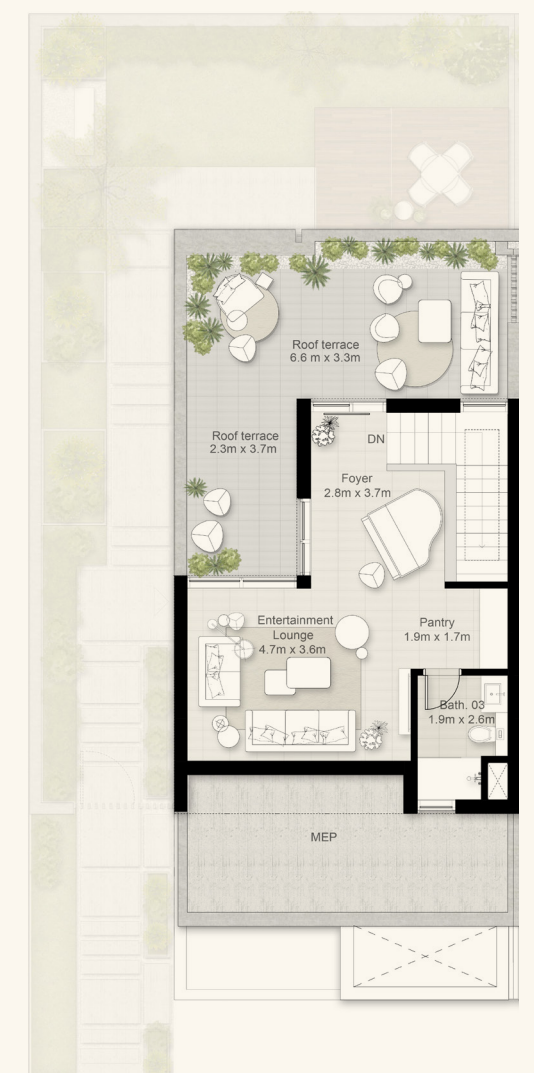 Roof terrace
6.6 m x 3.3m
Roof terrace
2.3m x 3.7m
DN
Foyer
2.8m x 3.7m
Entertainment
Lounge
4.7m x 3.6m
Pantry
1.9m x 1.7m
Bath. 03
1.9m x 2.6m
MEP